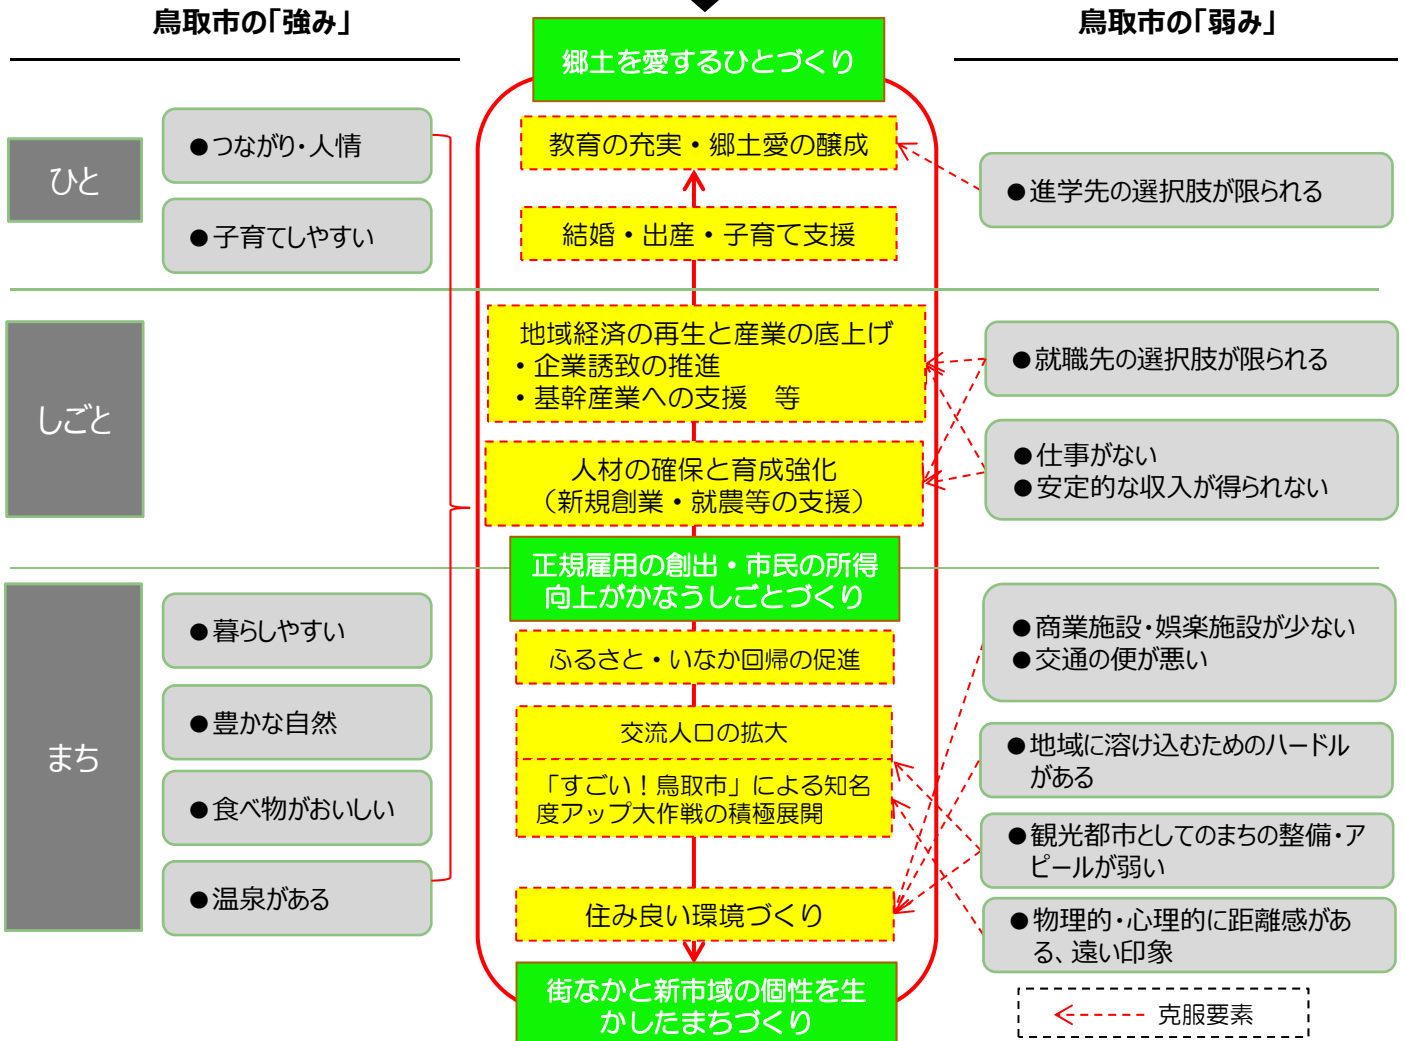 鳥取市の「強み」
鳥取市の「弱み」
郷土を愛するひとづくり
ひと
●つながり・人情
●子育てしやすい
教育の充実・郷土愛の醸成
結婚・出産・子育て支援
●進学先の選択肢が限られる
しごと
地域経済の再生と産業の底上げ
・企業誘致の推進
・基幹産業への支援　等
人材の確保と育成強化
（新規創業・就農等の支援）
●就職先の選択肢が限られる
●仕事がない
●安定的な収入が得られない
正規雇用の創出・市民の所得
向上がかなうしごとづくり
まち
●暮らしやすい
●豊かな自然
●食べ物がおいしい
●温泉がある
ふるさと・いなか回帰の促進
交流人口の拡大
「すごい！鳥取市」による知名
度アップ大作戦の積極展開
住み良い環境づくり
●商業施設・娯楽施設が少ない
●交通の便が悪い
●地域に溶け込むためのハードル
がある
●観光都市としてのまちの整備・ア
ピールが弱い
●物理的・心理的に距離感があ
る、遠い印象
街なかと新市域の個性を生
かしたまちづくり
克服要素